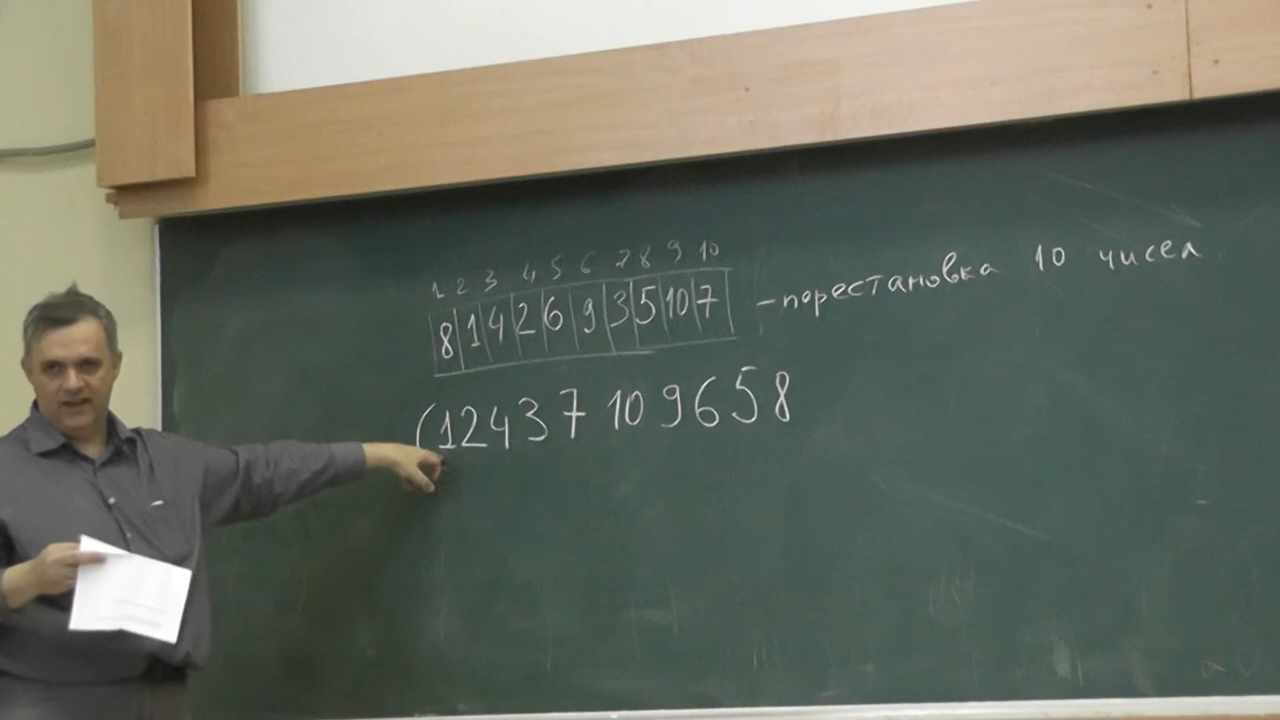 1 2 3 4 5 6 7 8 9 10
8 1 4 2 6 9 3 5 10 7 - перестановка 10 чисел
(1 2 4 3 7 10 9 6 5 8